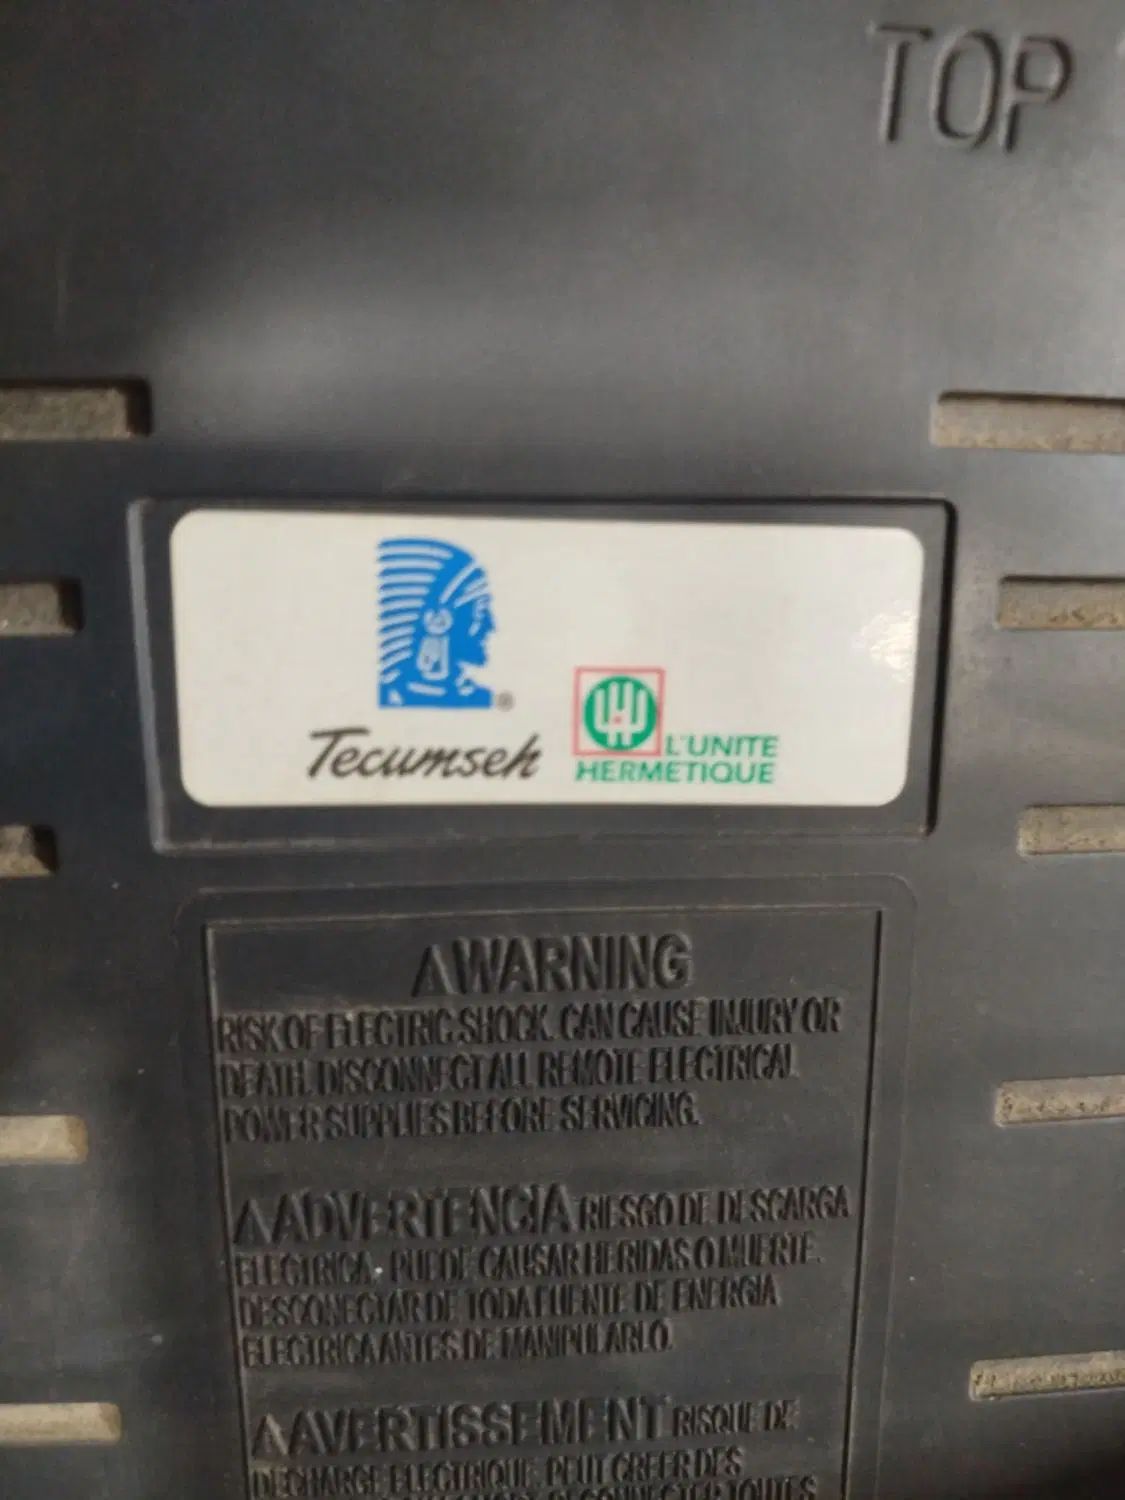 TOP
®
Tecumseh
L'UNITE
HERMETIQUE
⚠WARNING
RISK OF ELECTRIC SHOCK. CAN CAUSE INJURY OR
DEATH. DISCONNECT ALL REMOTE ELECTRICAL
POWER SUPPLIES BEFORE SERVICING.
⚠ADVERTENCIA RIESGO DE DESCARGA
ELECTRICA. PUEDE CAUSAR HERIDAS O MUERTE.
DESCONECTAR DE TODA FUENTE DE ENERGIA
ELECTRICA ANTES DE MANIPULARLO.
⚠AVERTISSEMENT RISQUE DE
DECHARGE ELECTRIQUE. PEUT CREER DES
DECONNECTER TOUTES